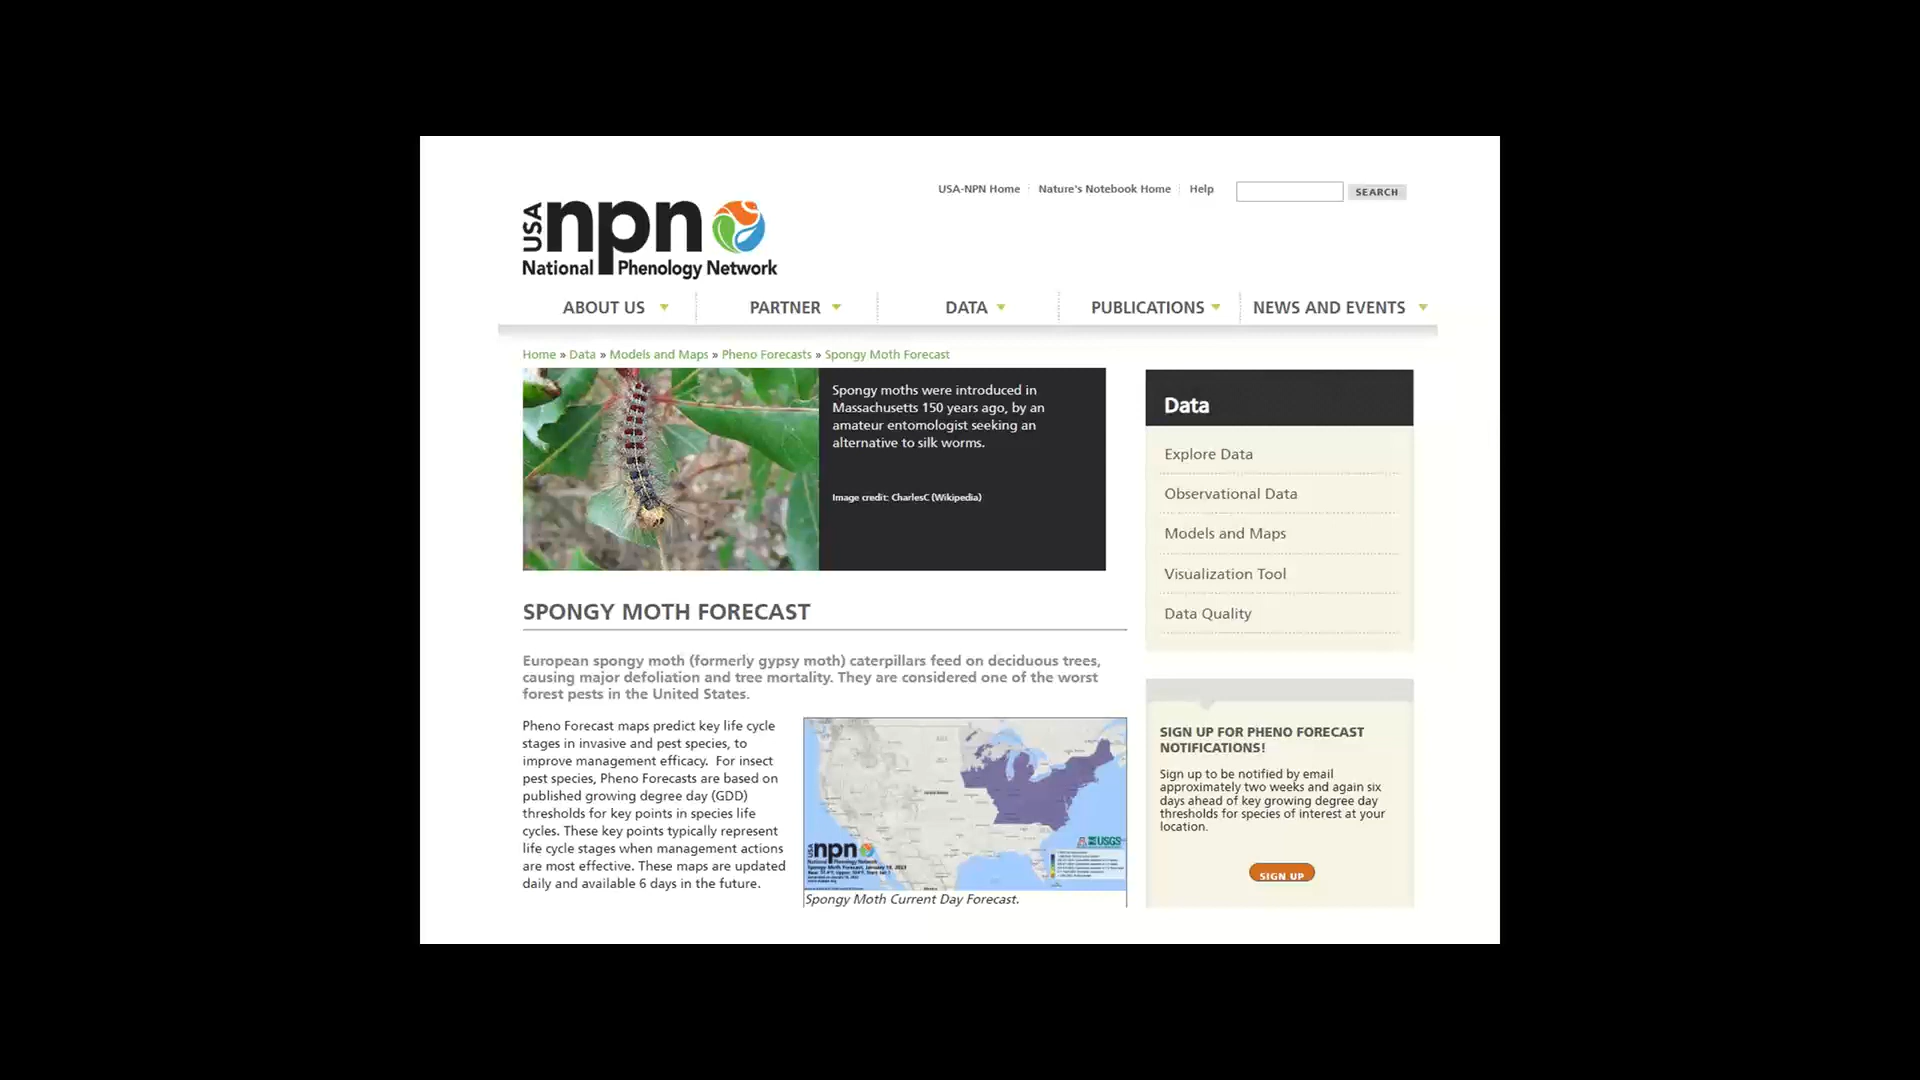 USA-NPN Home
Nature's Notebook Home
Help
SEARCH
USA npn
National Phenology Network
ABOUT US
PARTNER
DATA
PUBLICATIONS
NEWS AND EVENTS
Home » Data » Models and Maps » Pheno Forecasts » Spongy Moth Forecast
Spongy moths were introduced in
Massachusetts 150 years ago, by an
amateur entomologist seeking an
alternative to silk worms.
Image credit: CharlesC (Wikipedia)
SPONGY MOTH FORECAST
European spongy moth (formerly gypsy moth) caterpillars feed on deciduous trees,
causing major defoliation and tree mortality. They are considered one of the worst
forest pests in the United States.
Pheno Forecast maps predict key life cycle
stages in invasive and pest species, to
improve management efficacy.  For insect
pest species, Pheno Forecasts are based on
published growing degree day (GDD)
thresholds for key points in species life
cycles. These key points typically represent
life cycle stages when management actions
are most effective. These maps are updated
daily and available 6 days in the future.
USA npn
USGS
Spongy Moth Current Day Forecast.
Data
Explore Data
Observational Data
Models and Maps
Visualization Tool
Data Quality
SIGN UP FOR PHENO FORECAST
NOTIFICATIONS!
Sign up to be notified by email
approximately two weeks and again six
days ahead of key growing degree day
thresholds for species of interest at your
location.
SIGN UP